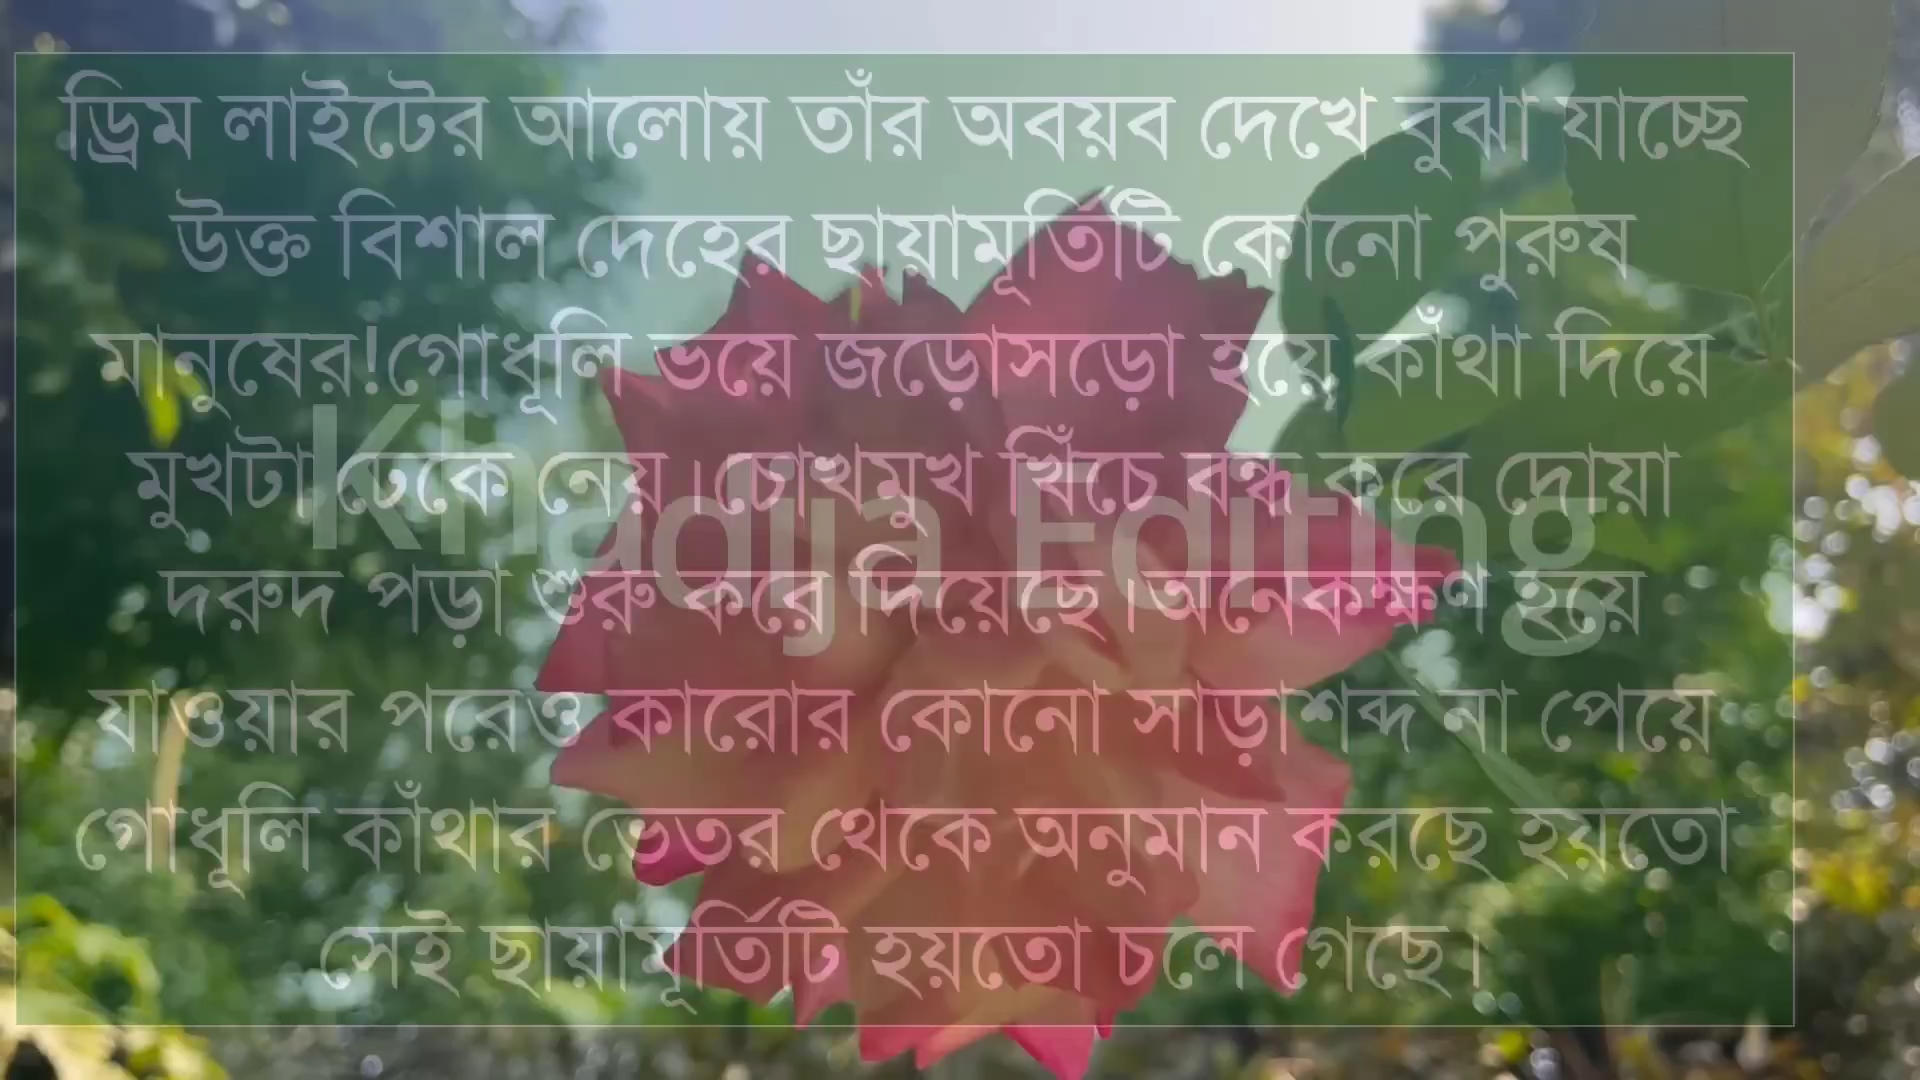 ড্রিম লাইটের আলোয় তাঁর অবয়ব দেখে বুঝা যাচ্ছে
উক্ত বিশাল দেহের ছায়ামূর্তিটি কোনো পুরুষ
মানুষের!গোধূলি ভয়ে জড়োসড়ো হয়ে কাঁথা দিয়ে
মুখটা ঢেকে নেয়।চোখমুখ খিঁচে বন্ধ করে দোয়া
Khadija Editing
দরুদ পড়া শুরু করে দিয়েছে।অনেকক্ষণ হয়ে
যাওয়ার পরেও কারোর কোনো সাড়াশব্দ না পেয়ে
গোধূলি কাঁথার ভেতর থেকে অনুমান করছে হয়তো
সেই ছায়ামূর্তিটি হয়তো চলে গেছে।